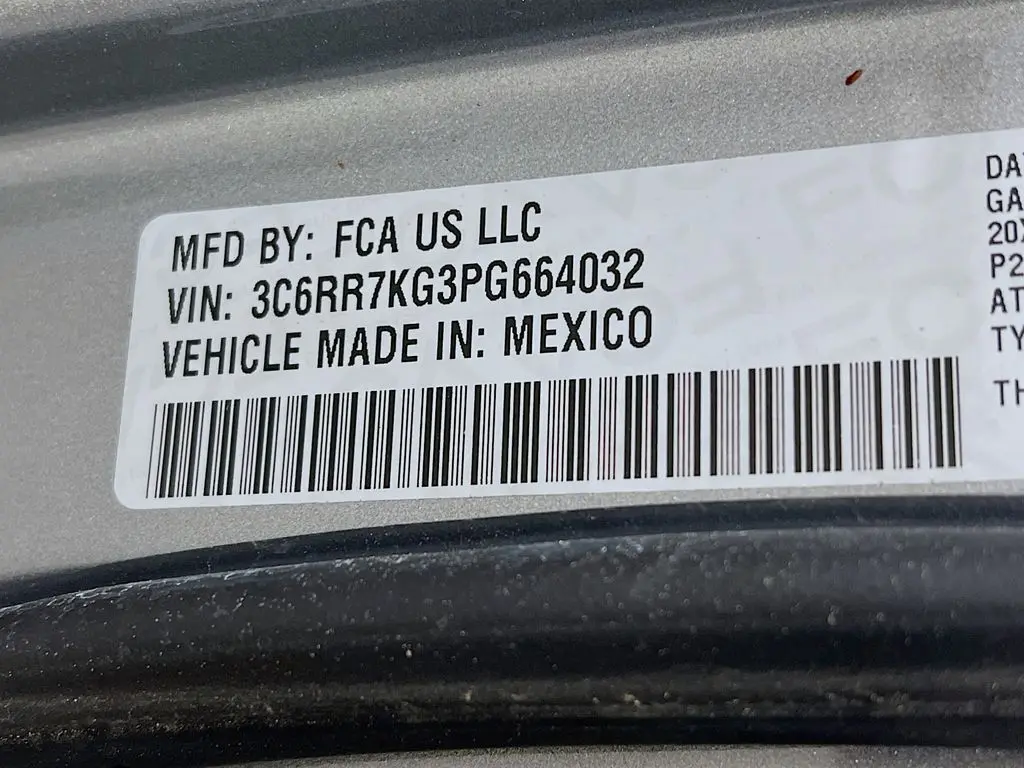 MFD BY: FCA US LLC
VIN: 3C6RR7KG3PG664032
VEHICLE MADE IN: MEXICO